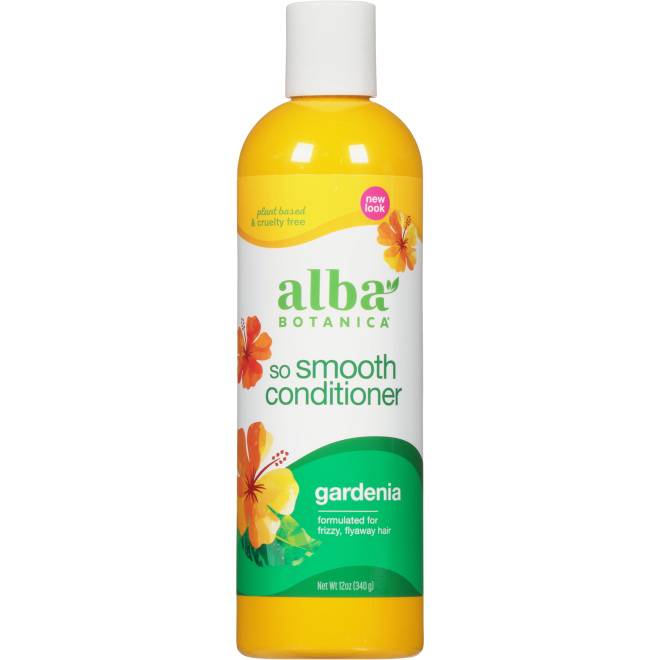 plant based
& cruelty free
new
look
alba
BOTANICA®
so smooth
conditioner
gardenia
formulated for
frizzy, flyaway hair
Net Wt 12oz (340g)